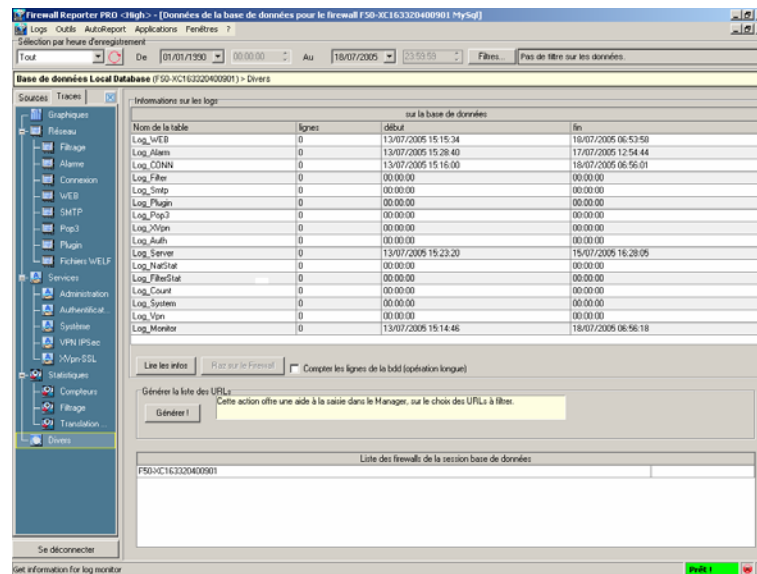 Firewall Reporter PRO <High> - [Données de la base de données pour le firewall F50-XC163320400901 MySql]
Logs Outils AutoReport Applications Fenêtres ?
Sélection par heure d'enregistrement
Tout De 01/01/1990 00:00:00 Au 18/07/2005 23:59:59 Filtres... Pas de filtre sur les données.
Base de données Local Database (F50-XC163320400901) > Divers
Sources Traces
Graphiques
Réseau
Filtrage
Alarme
Connexion
WEB
SMTP
Pop3
Plugin
Fichiers WELF
Services
Administration
Authentificat...
Système
VPN IPSec
XVpn-SSL
Statistiques
Compteurs
Filtrage
Translation ...
Divers
Se déconnecter
Informations sur les logs
sur la base de données
Nom de la table lignes début fin
Log_WEB 0 13/07/2005 15:15:34 18/07/2005 06:53:58
Log_Alarm 0 13/07/2005 15:28:40 17/07/2005 12:54:44
Log_CONN 0 13/07/2005 15:16:00 18/07/2005 06:56:01
Log_Filter 0 00:00:00 00:00:00
Log_Smtp 0 00:00:00 00:00:00
Log_Plugin 0 00:00:00 00:00:00
Log_Pop3 0 00:00:00 00:00:00
Log_XVpn 0 00:00:00 00:00:00
Log_Auth 0 00:00:00 00:00:00
Log_Server 0 13/07/2005 15:23:20 15/07/2005 16:28:05
Log_NatStat 0 00:00:00 00:00:00
Log_FilterStat 0 00:00:00 00:00:00
Log_Count 0 00:00:00 00:00:00
Log_System 0 00:00:00 00:00:00
Log_Vpn 0 00:00:00 00:00:00
Log_Monitor 0 13/07/2005 15:14:46 18/07/2005 06:56:18
Lire les infos Raz sur le Firewall Compter les lignes de la bdd (opération longue)
Générer la liste des URLs
Générer ! Cette action offre une aide à la saisie dans le Manager, sur le choix des URLs à filtrer.
Liste des firewalls de la session base de données
F50-XC163320400901
Get information for log monitor Prêt !